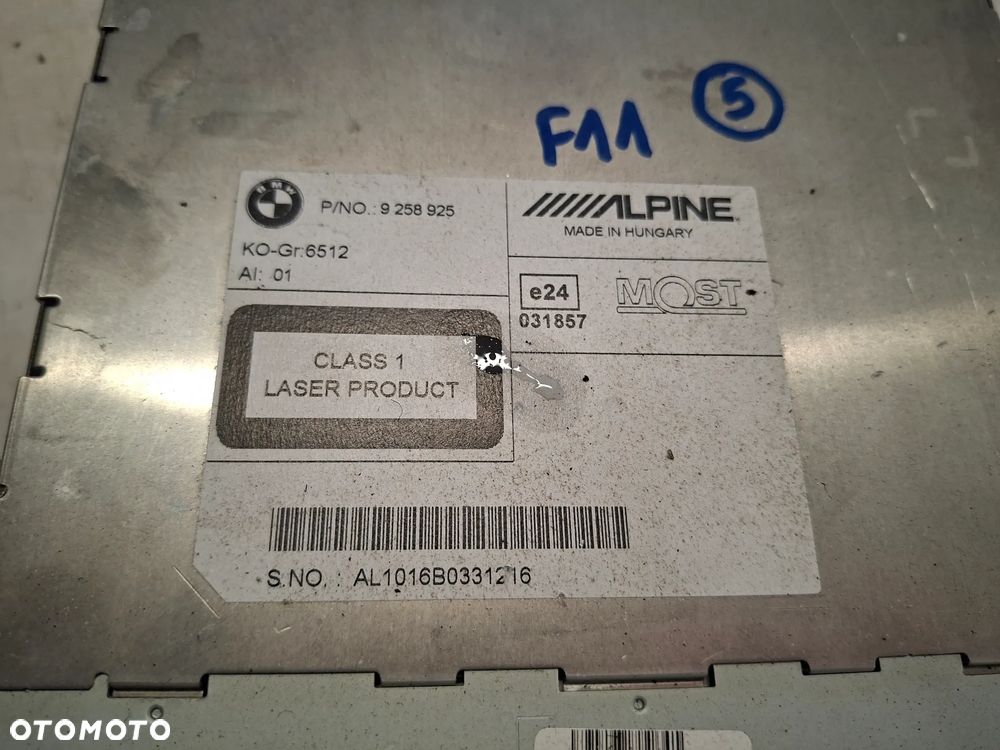 F11 5
BMW
P/NO.: 9 258 925
KO-Gr:6512
AI: 01
ALPINE
MADE IN HUNGARY
e24
031857
MOST
CLASS 1
LASER PRODUCT
S.NO. : AL1016B0331216
OTOMOTO